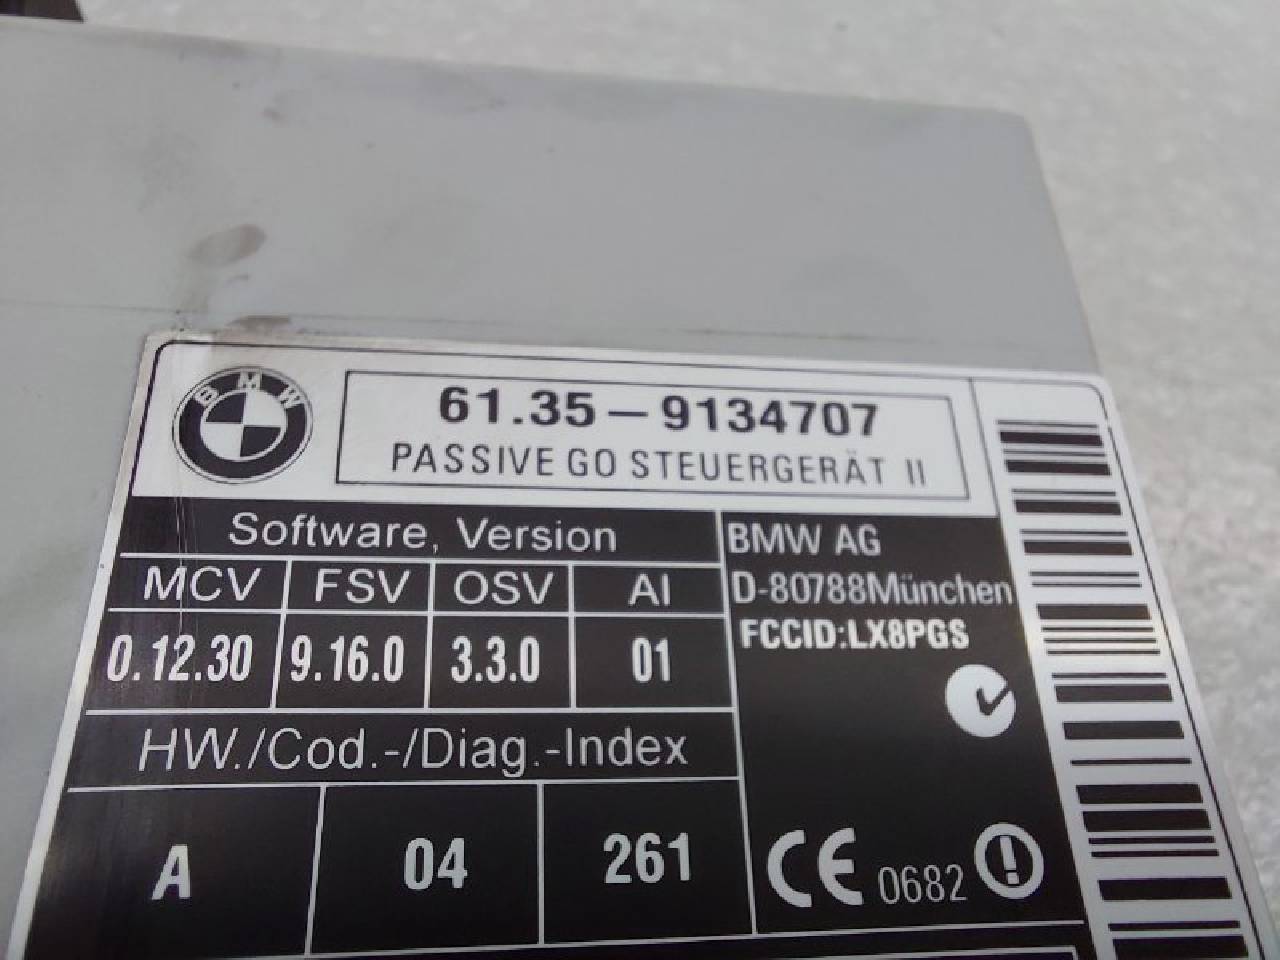 BMW
61.35-9134707
PASSIVE GO STEUERGERÄT II
Software, Version
MCV FSV OSV AI
0.12.30 9.16.0 3.3.0 01
HW./Cod.-/Diag.-Index
A 04 261
BMW AG
D-80788München
FCCID:LX8PGS
CE 0682